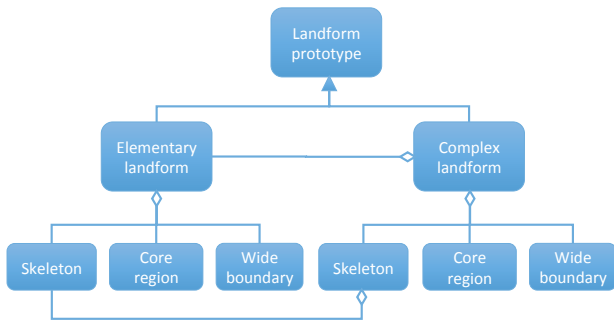 Landform
prototype
Elementary
landform
Complex
landform
Skeleton
Core
region
Wide
boundary
Skeleton
Core
region
Wide
boundary